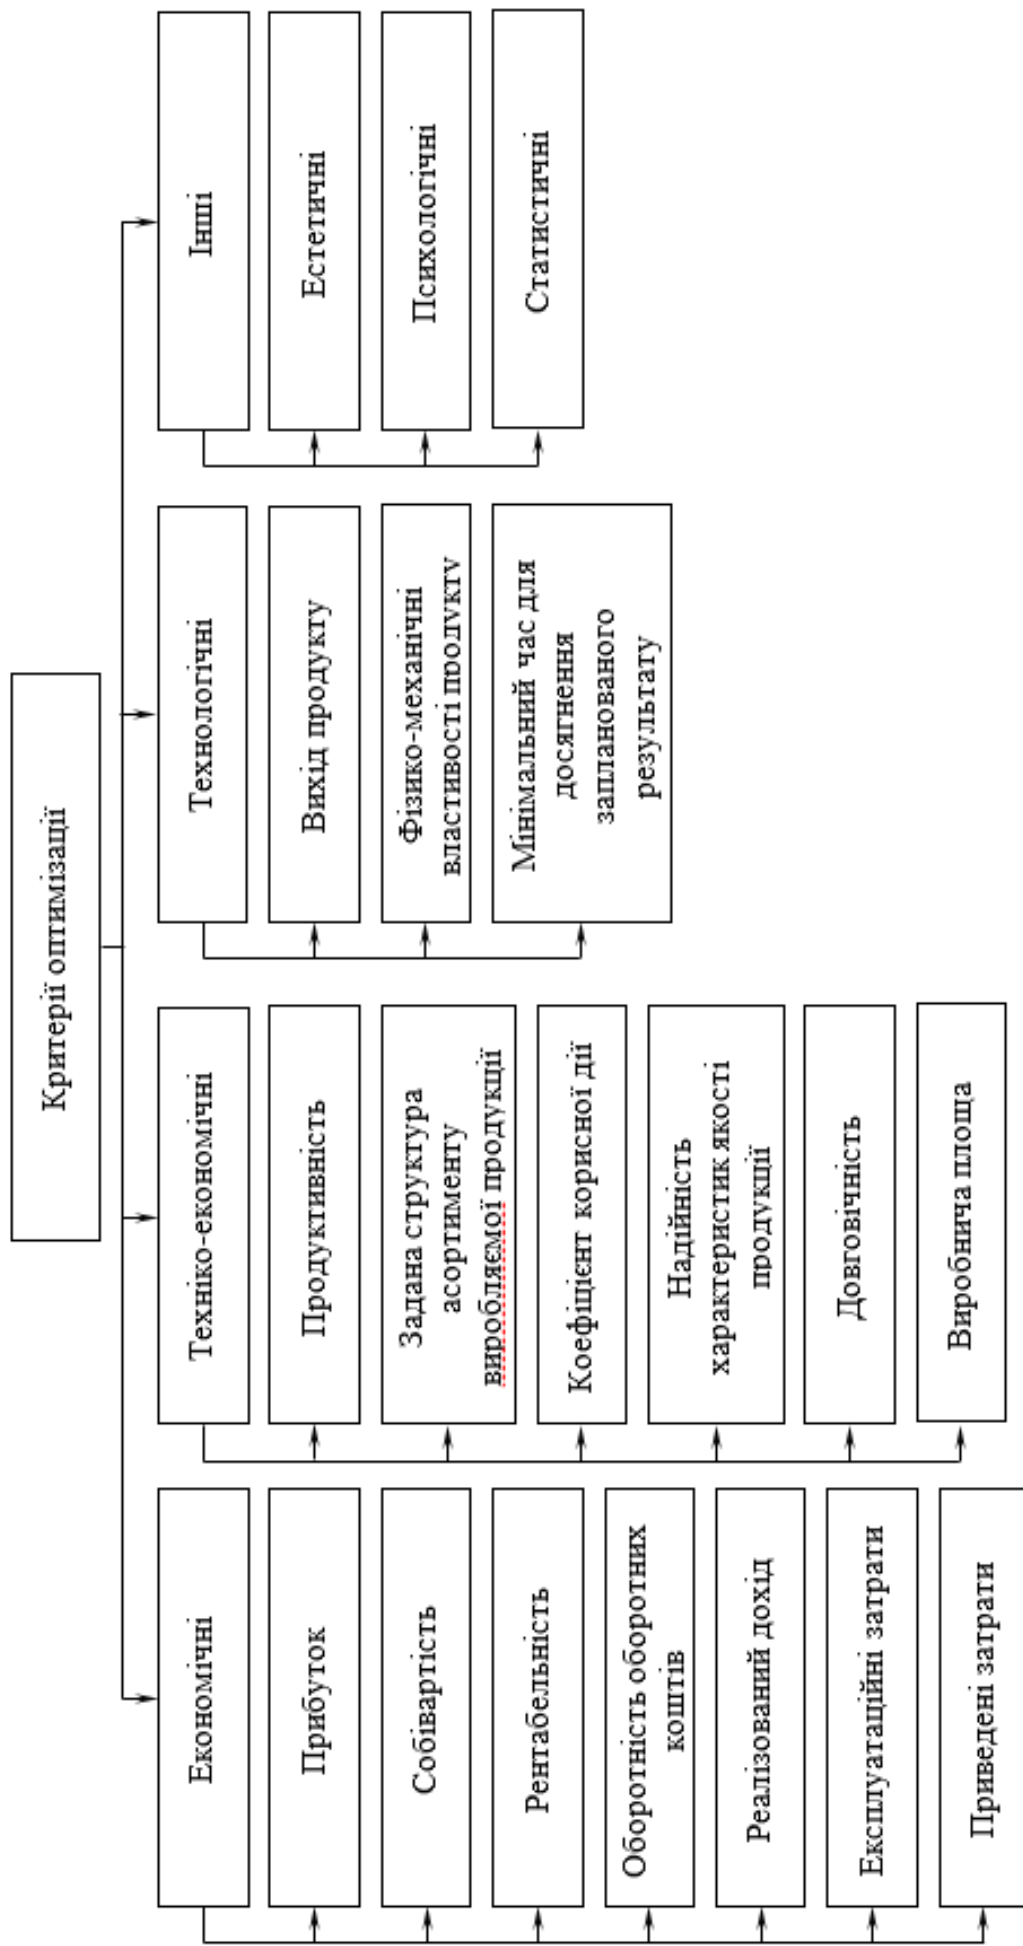 Критерії оптимізації
Економічні
Прибуток
Собівартість
Рентабельність
Оборотність оборотних
коштів
Реалізований дохід
Експлуатаційні затрати
Приведені затрати
Техніко-економічні
Продуктивність
Задана структура
асортименту
виробляємої продукції
Коефіцієнт корисної дії
Надійність
характеристик якості
продукції
Довговічність
Виробнича площа
Технологічні
Вихід продукту
Фізико-механічні
властивості продукту
Мінімальний час для
досягнення
запланованого
результату
Інші
Естетичні
Психологічні
Статистичні